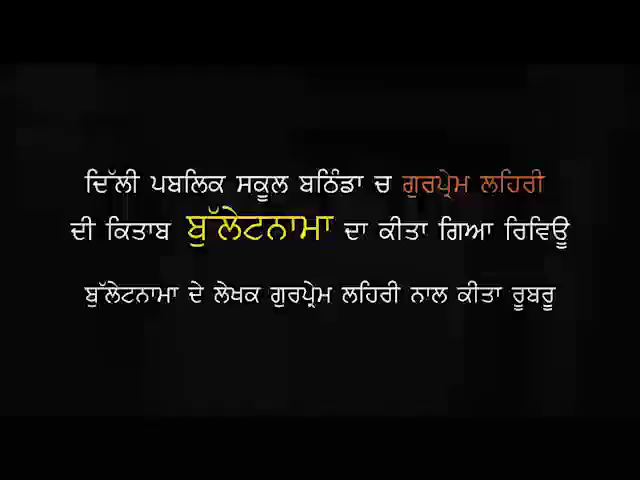 ਦਿੱਲੀ ਪਬਲਿਕ ਸਕੂਲ ਬਠਿੰਡਾ ਚ ਗੁਰਪ੍ਰੇਮ ਲਹਿਰੀ
ਦੀ ਕਿਤਾਬ ਬੁੱਲੇਟਨਾਮਾ ਦਾ ਕੀਤਾ ਗਿਆ ਰਿਵਿਊ
ਬੁੱਲੇਟਨਾਮਾ ਦੇ ਲੇਖਕ ਗੁਰਪ੍ਰੇਮ ਲਹਿਰੀ ਨਾਲ ਕੀਤਾ ਰੂਬਰੂ